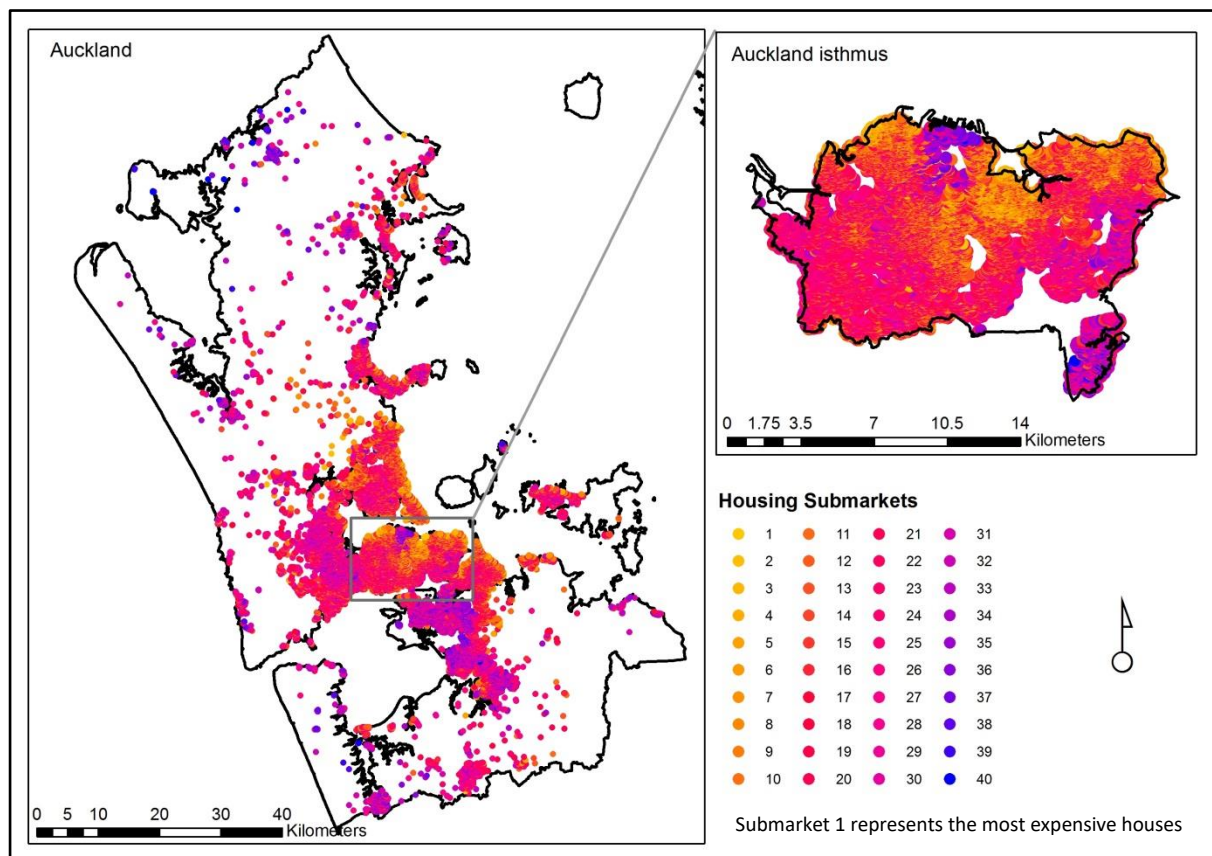 Auckland
0 5 10 20 30 40
Kilometers
Auckland isthmus
0 1.75 3.5 7 10.5 14
Kilometers
Housing Submarkets
1 11 21 31
2 12 22 32
3 13 23 33
4 14 24 34
5 15 25 35
6 16 26 36
7 17 27 37
8 18 28 38
9 19 29 39
10 20 30 40
Submarket 1 represents the most expensive houses